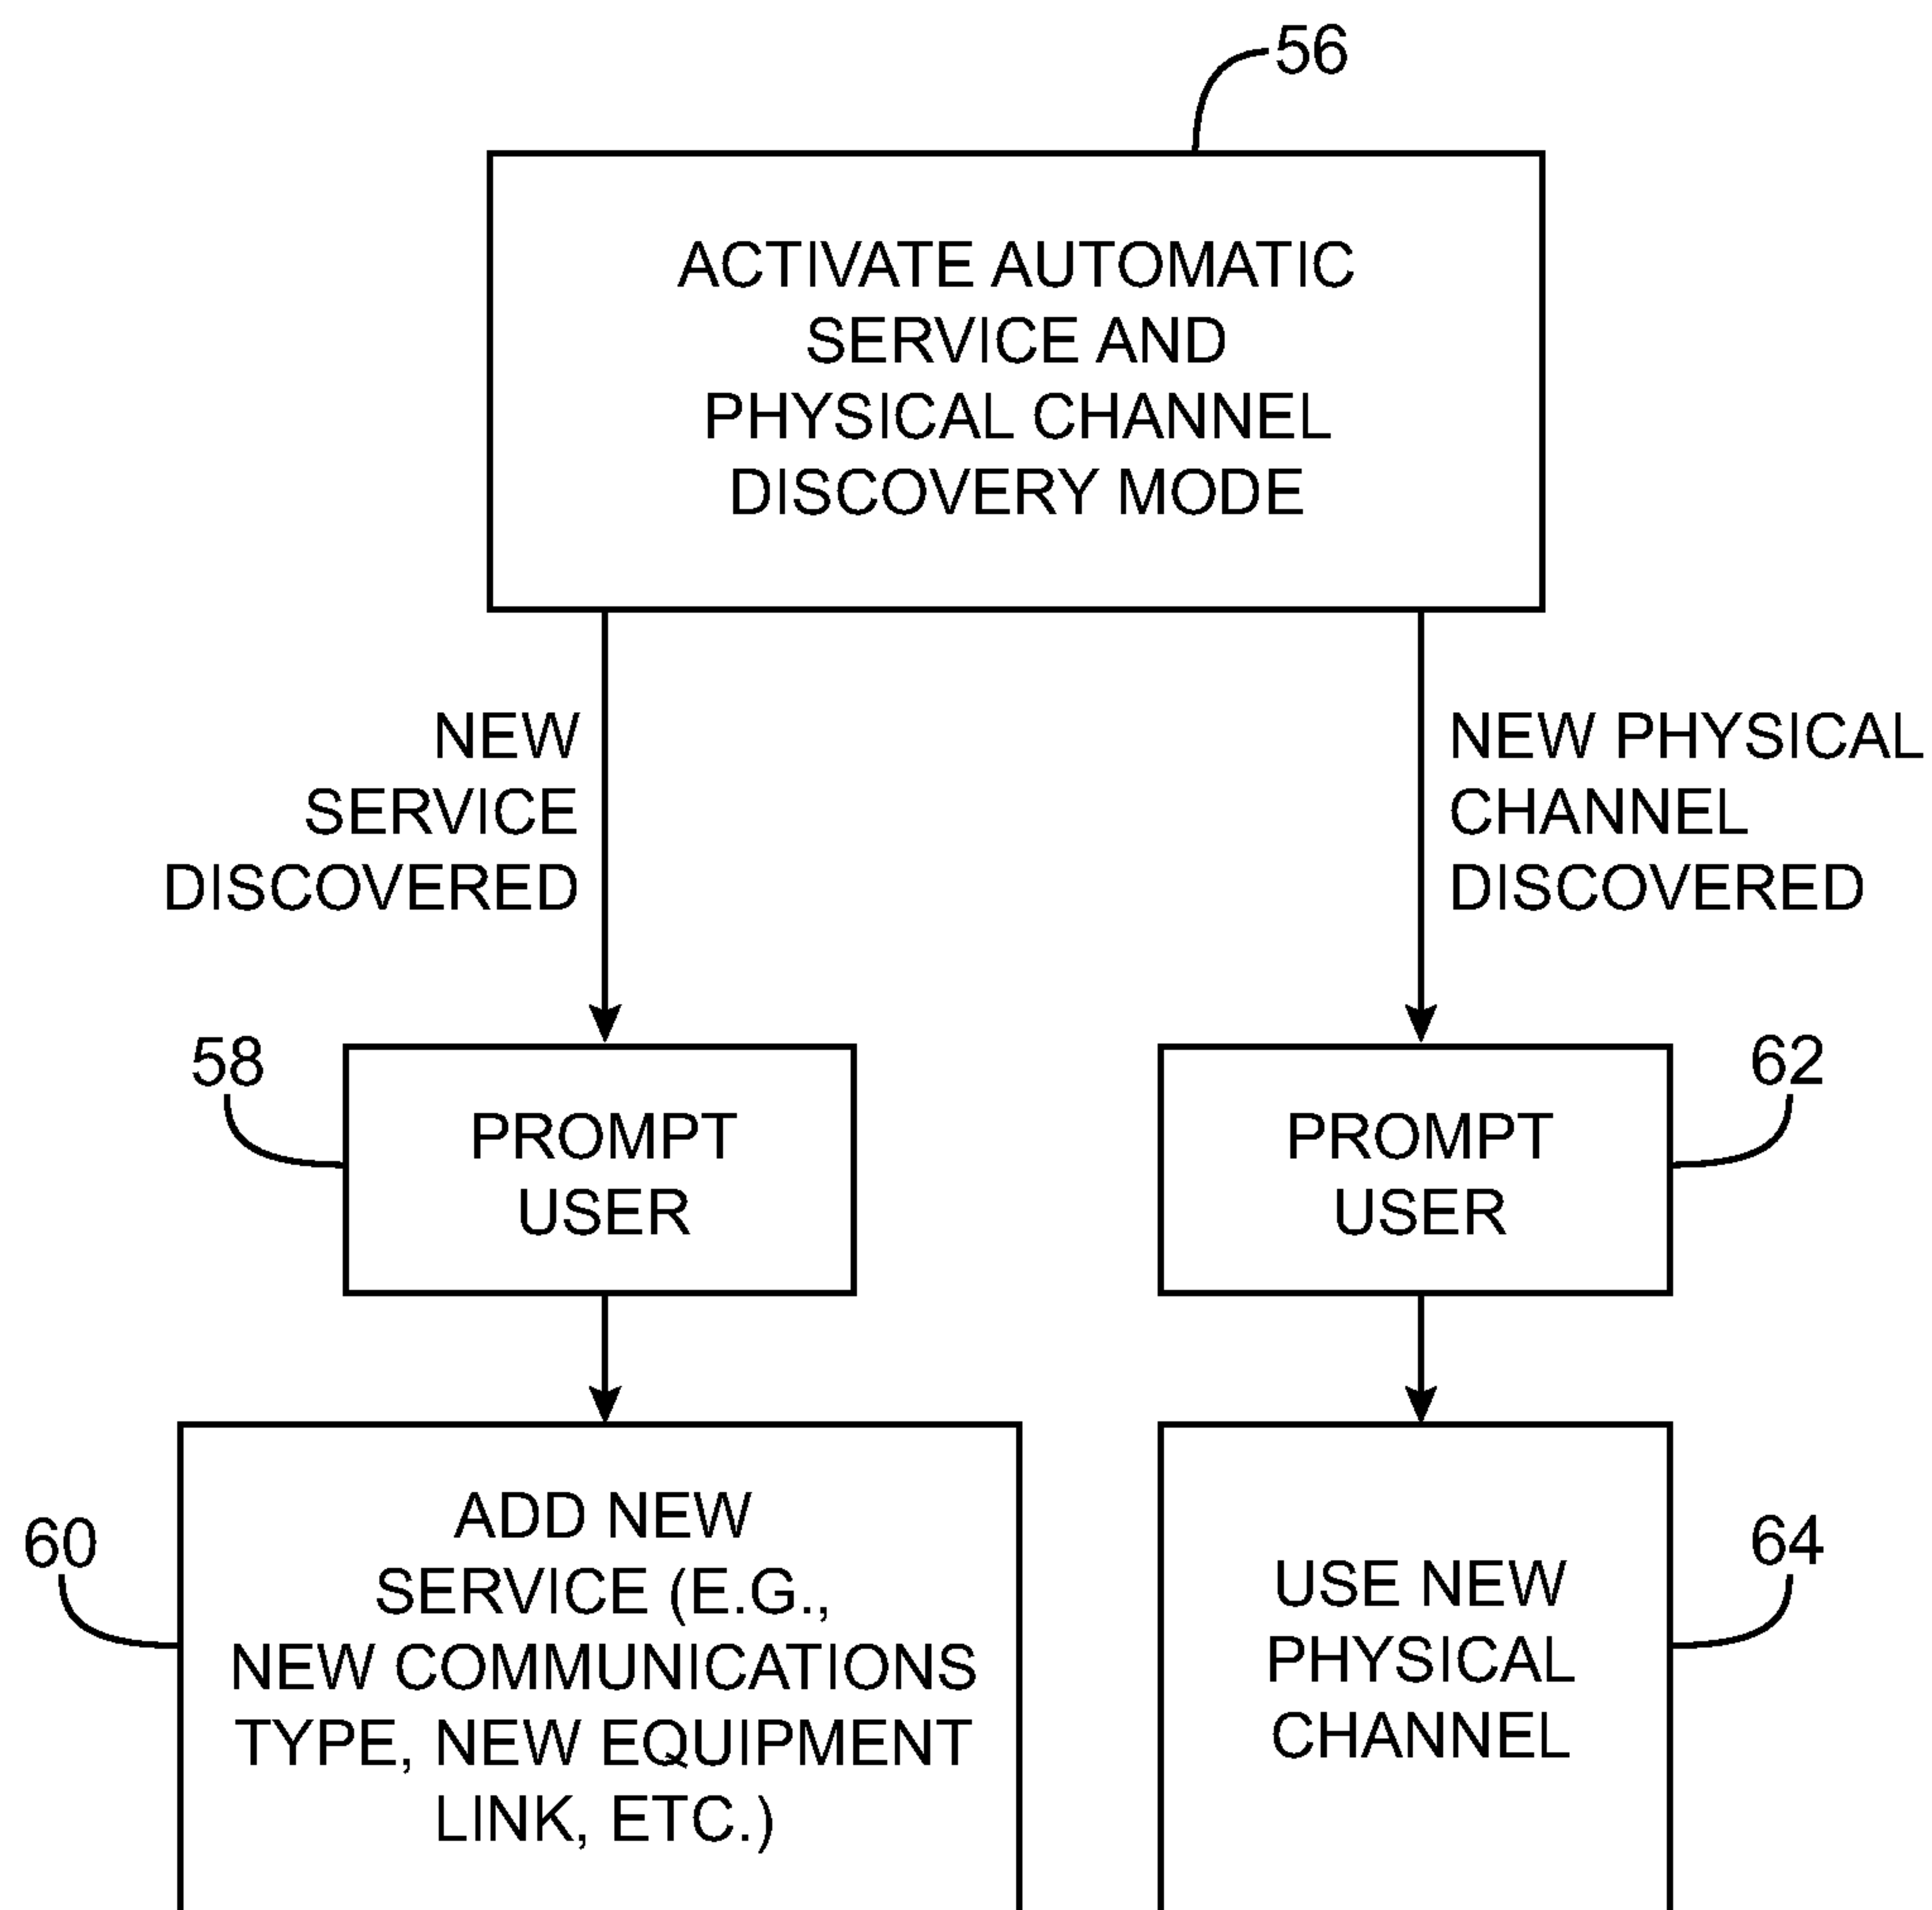 56
ACTIVATE AUTOMATIC
SERVICE AND
PHYSICAL CHANNEL
DISCOVERY MODE
NEW
SERVICE
DISCOVERED
NEW PHYSICAL
CHANNEL
DISCOVERED
58
PROMPT
USER
62
PROMPT
USER
60
ADD NEW
SERVICE (E.G.,
NEW COMMUNICATIONS
TYPE, NEW EQUIPMENT
LINK, ETC.)
64
USE NEW
PHYSICAL
CHANNEL